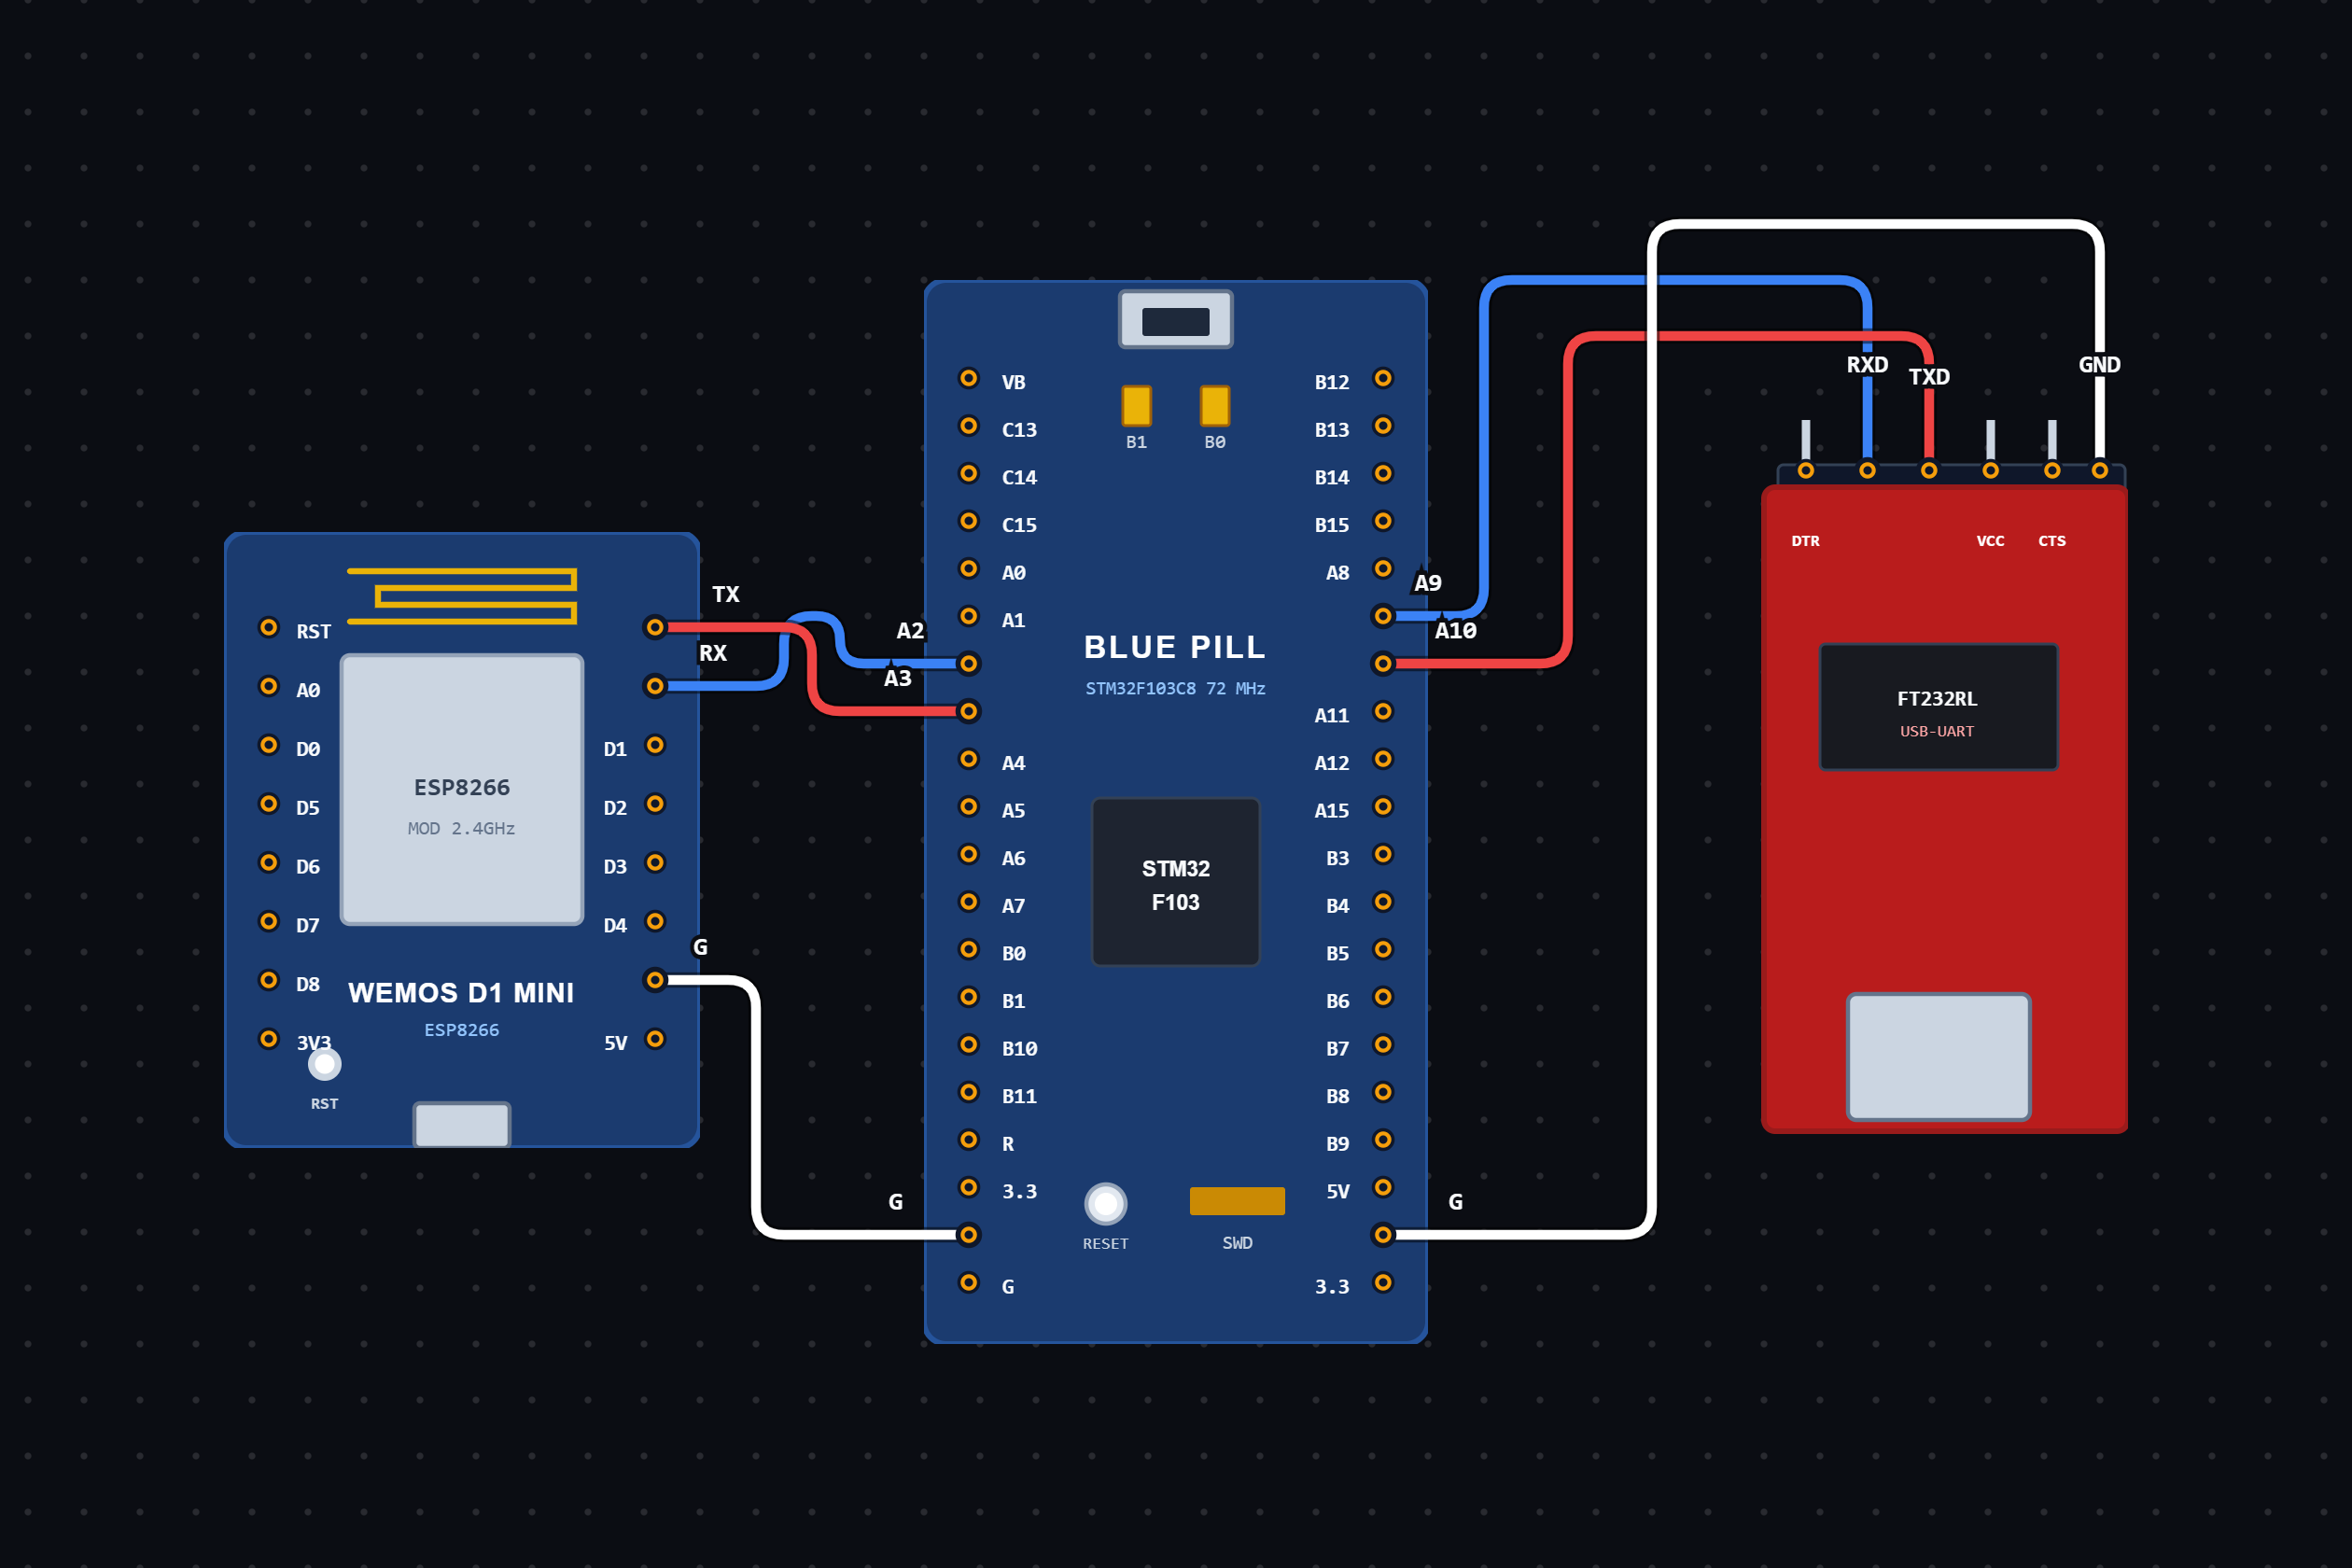 RST
A0
D0
D5
D6
D7
D8
3V3
RST
ESP8266
MOD 2.4GHz
WEMOS D1 MINI
ESP8266
TX
RX
D1
D2
D3
D4
G
5V
VB
C13
C14
C15
A0
A1
A2
A3
A4
A5
A6
A7
B0
B1
B10
B11
R
3.3
G
G
B1
B0
BLUE PILL
STM32F103C8 72 MHz
STM32
F103
RESET
SWD
B12
B13
B14
B15
A8
A9
A10
A11
A12
A15
B3
B4
B5
B6
B7
B8
B9
5V
G
3.3
RXD
TXD
GND
DTR
VCC
CTS
FT232RL
USB-UART